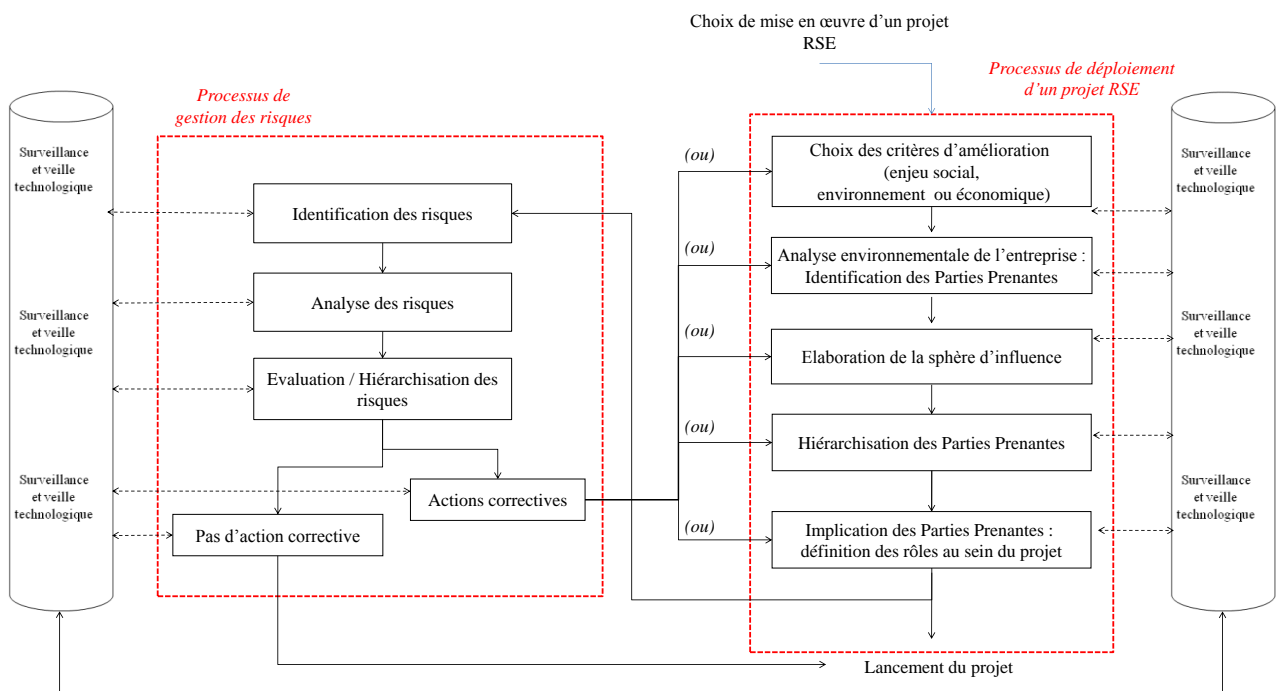 Choix de mise en œuvre d’un projet
RSE
Processus de
gestion des risques
Processus de déploiement
d’un projet RSE
Surveillance
et veille
technologique
Surveillance
et veille
technologique
Surveillance
et veille
technologique
Identification des risques
Analyse des risques
Evaluation / Hiérarchisation des
risques
Actions correctives
Pas d’action corrective
(ou)
(ou)
(ou)
(ou)
(ou)
Choix des critères d’amélioration
(enjeu social,
environnement ou économique)
Analyse environnementale de l’entreprise :
Identification des Parties Prenantes
Elaboration de la sphère d’influence
Hiérarchisation des Parties Prenantes
Implication des Parties Prenantes :
définition des rôles au sein du projet
Lancement du projet
Surveillance
et veille
technologique
Surveillance
et veille
technologique
Surveillance
et veille
technologique